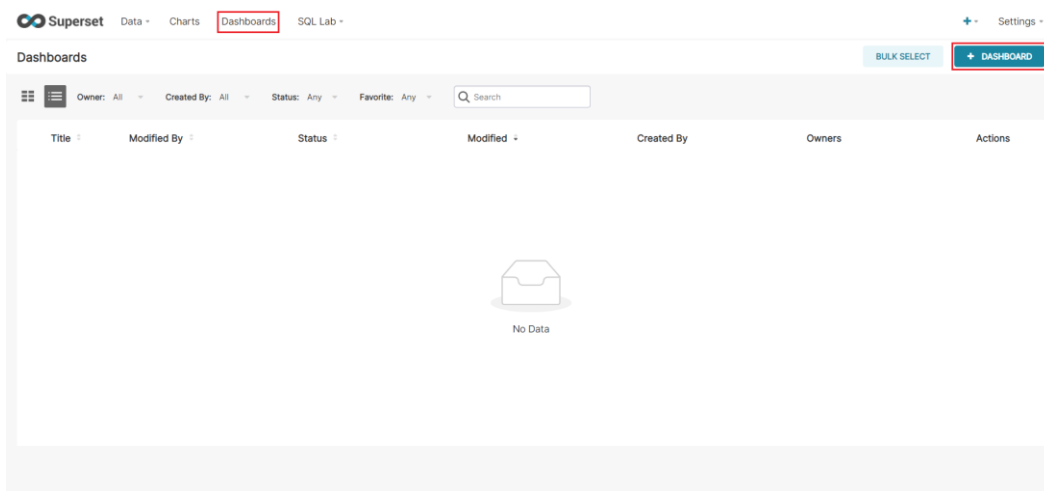 Superset Data Charts Dashboards SQL Lab + Settings
Dashboards BULK SELECT + DASHBOARD
Owner: All Created By: All Status: Any Favorite: Any Search
Title Modified By Status Modified Created By Owners Actions
No Data